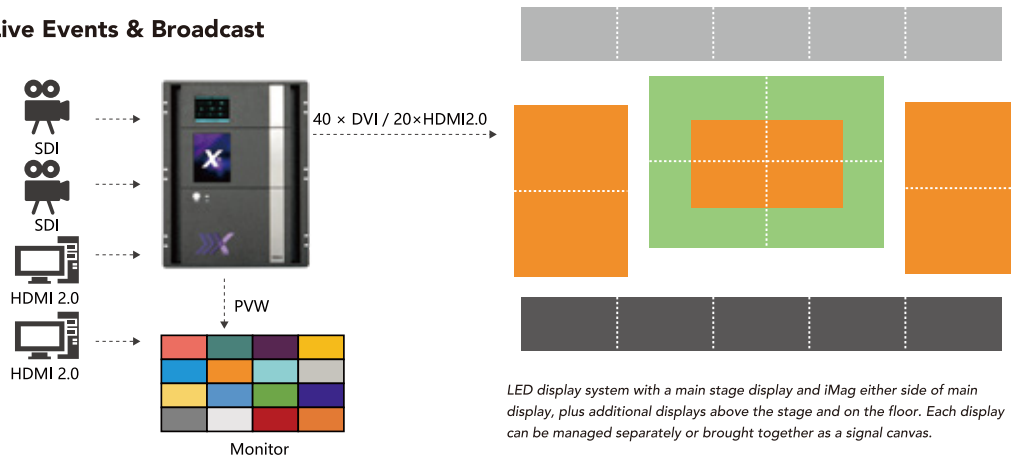 Live Events & Broadcast
SDI
SDI
HDMI 2.0
HDMI 2.0
40 × DVI / 20×HDMI2.0
X
PVW
Monitor
LED display system with a main stage display and iMag either side of main
display, plus additional displays above the stage and on the floor. Each display
can be managed separately or brought together as a signal canvas.